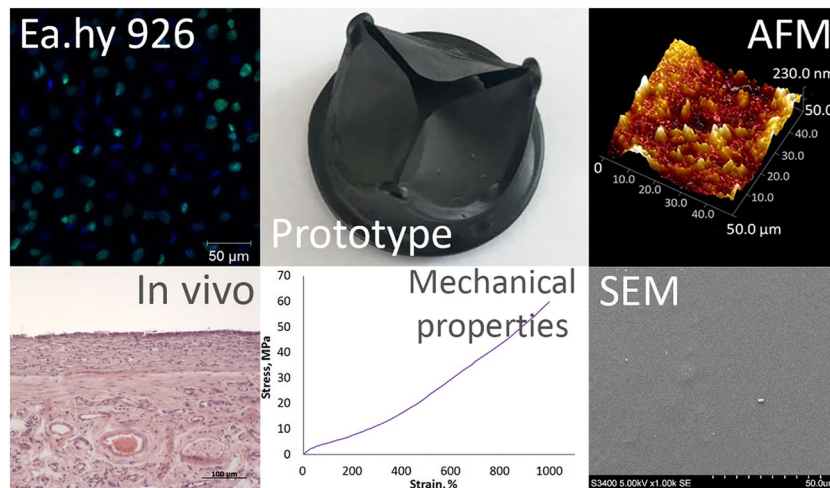 Ea.hy 926
50 µm
Prototype
AFM
230.0 nm
50.0
40.0
30.0
20.0
10.0
0
10.0
20.0
30.0
40.0
50.0 µm
In vivo
100 µm
Mechanical
properties
Stress, MPa
70
60
50
40
30
20
10
0
0
200
400
600
800
1000
Strain, %
SEM
S3400 5.00kV x1.00k SE
50.0um